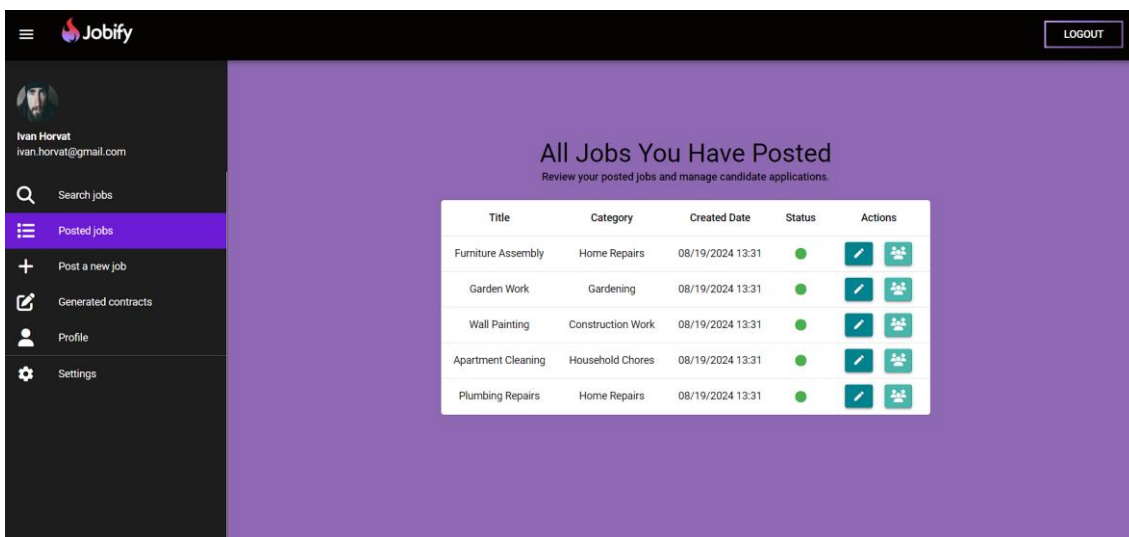 Jobify
LOGOUT
Ivan Horvat
ivan.horvat@gmail.com
Search jobs
Posted jobs
Post a new job
Generated contracts
Profile
Settings
All Jobs You Have Posted
Review your posted jobs and manage candidate applications.
Title Category Created Date Status Actions
Furniture Assembly Home Repairs 08/19/2024 13:31
Garden Work Gardening 08/19/2024 13:31
Wall Painting Construction Work 08/19/2024 13:31
Apartment Cleaning Household Chores 08/19/2024 13:31
Plumbing Repairs Home Repairs 08/19/2024 13:31